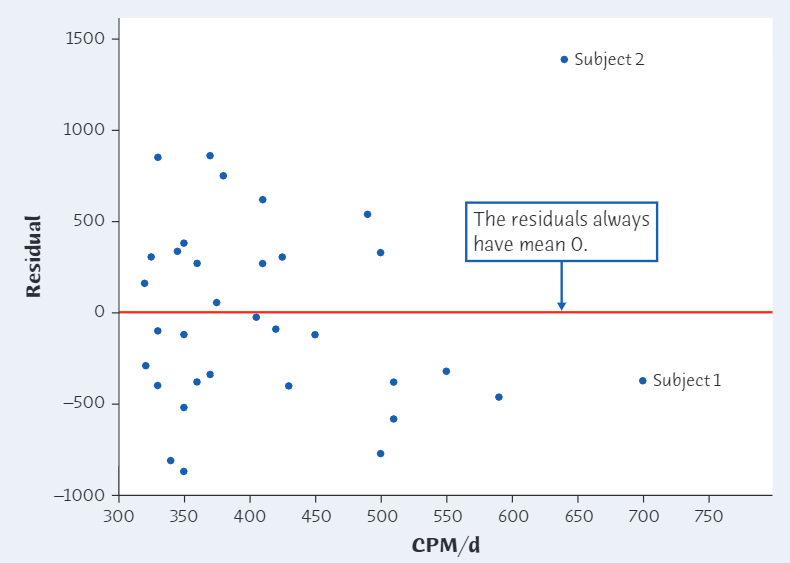 1500
1000
500
0
–500
–1000
Residual
Subject 2
The residuals always
have mean 0.
Subject 1
300 350 400 450 500 550 600 650 700 750
CPM/d